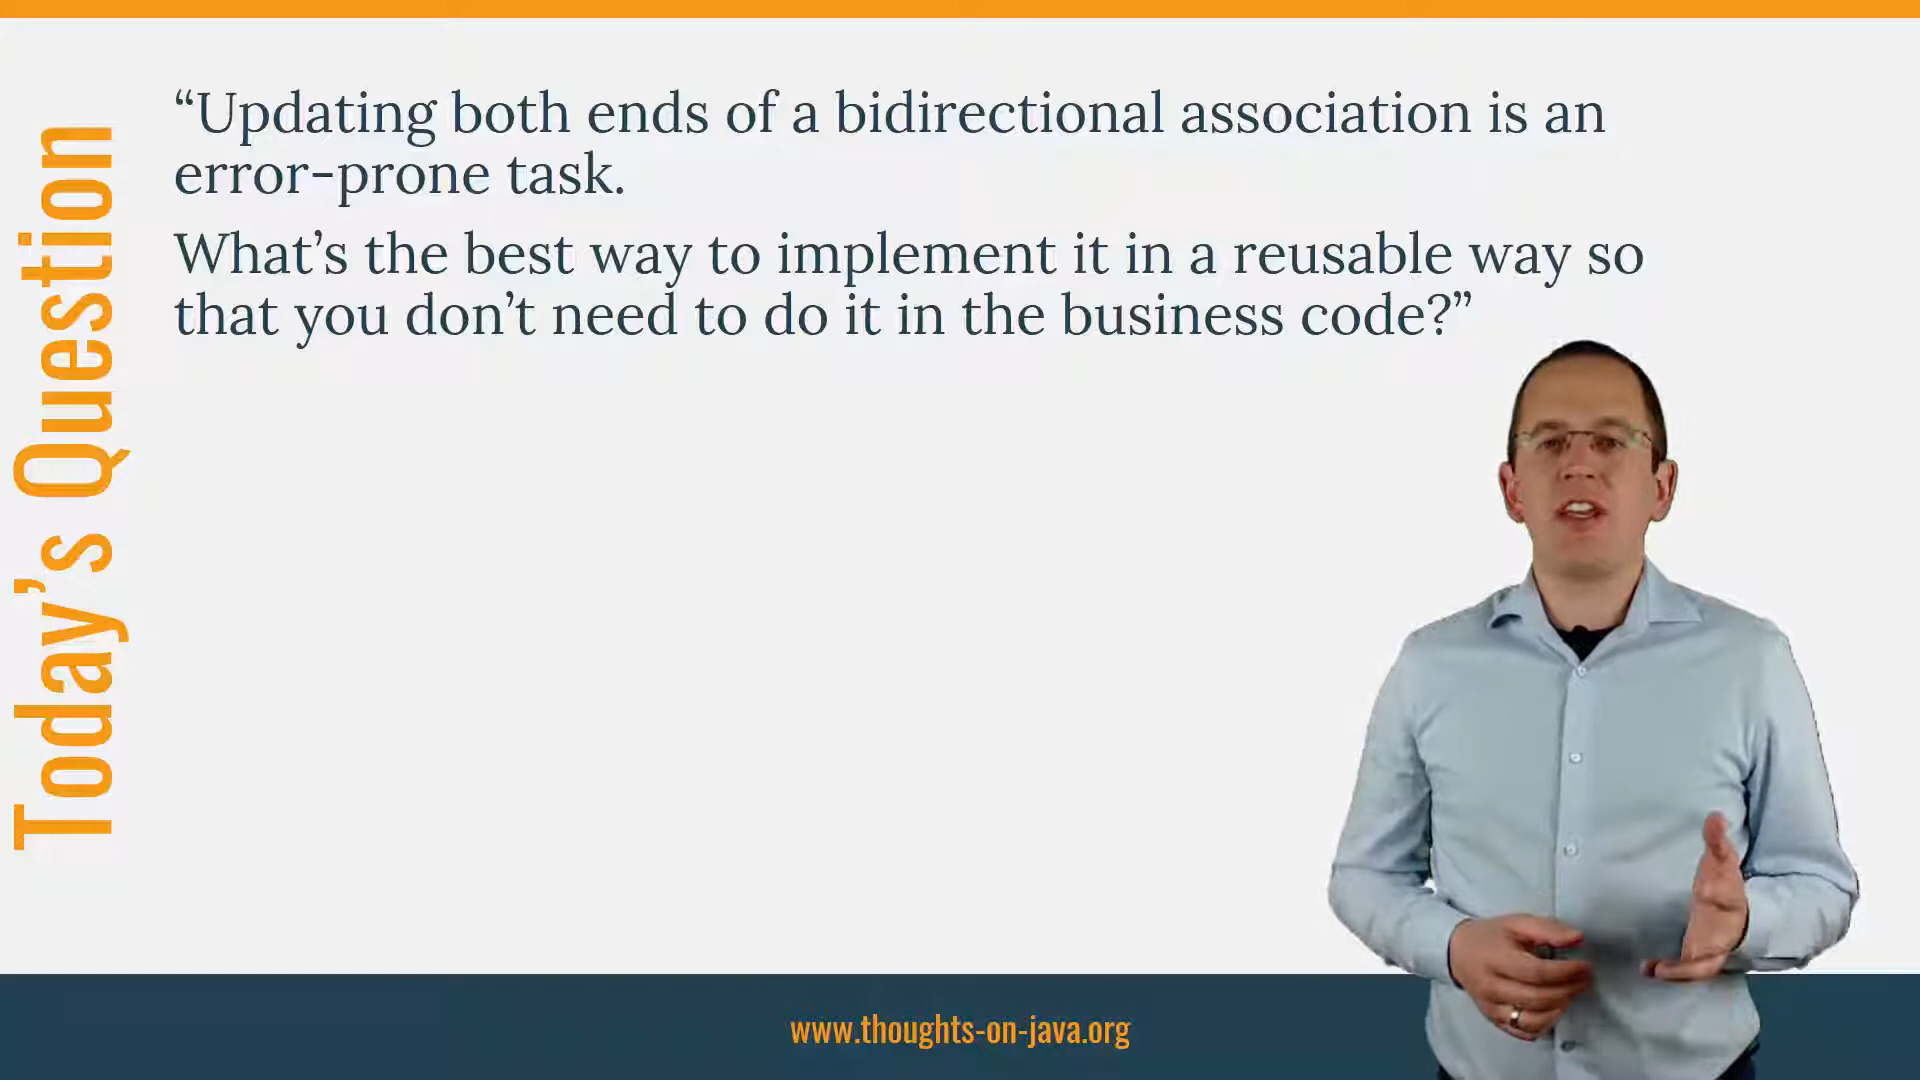 Today's Question
“Updating both ends of a bidirectional association is an
error-prone task.
What’s the best way to implement it in a reusable way so
that you don’t need to do it in the business code?”
www.thoughts-on-java.org